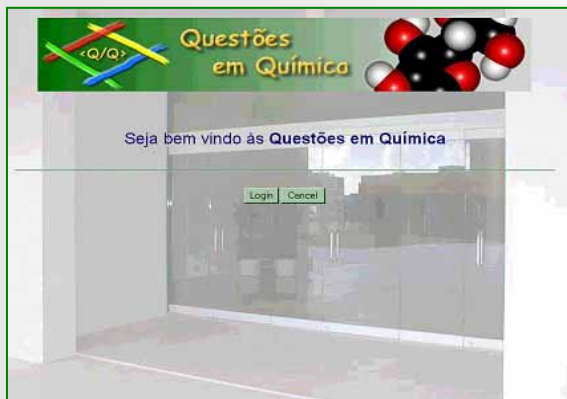 <Q/Q>
Questões
em Química
Seja bem vindo às Questões em Química
Login Cancel